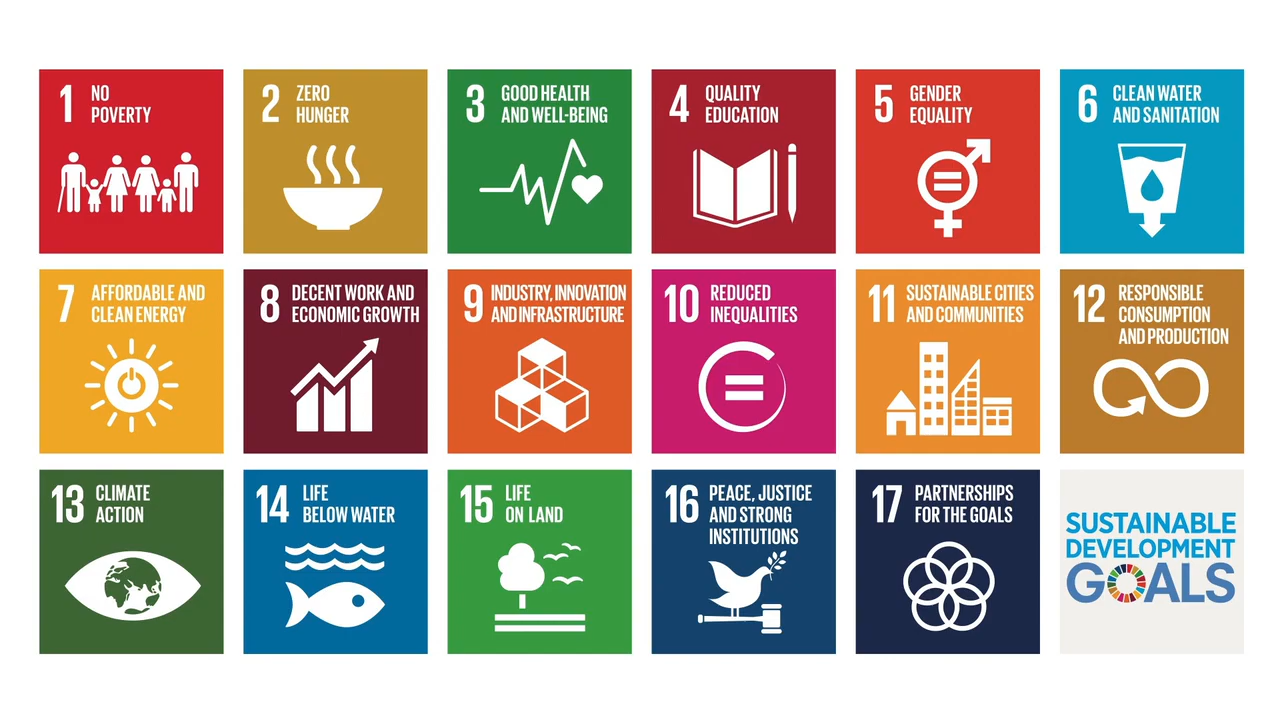 1 NO
POVERTY
2 ZERO
HUNGER
3 GOOD HEALTH
AND WELL-BEING
4 QUALITY
EDUCATION
5 GENDER
EQUALITY
6 CLEAN WATER
AND SANITATION
7 AFFORDABLE AND
CLEAN ENERGY
8 DECENT WORK AND
ECONOMIC GROWTH
9 INDUSTRY, INNOVATION
AND INFRASTRUCTURE
10 REDUCED
INEQUALITIES
11 SUSTAINABLE CITIES
AND COMMUNITIES
12 RESPONSIBLE
CONSUMPTION
AND PRODUCTION
13 CLIMATE
ACTION
14 LIFE
BELOW WATER
15 LIFE
ON LAND
16 PEACE, JUSTICE
AND STRONG
INSTITUTIONS
17 PARTNERSHIPS
FOR THE GOALS
SUSTAINABLE
DEVELOPMENT
GOALS